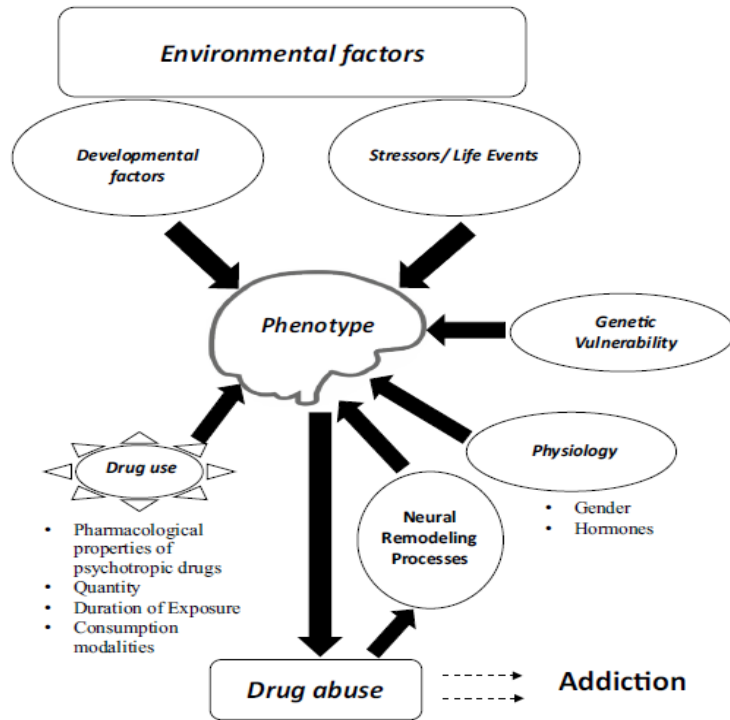 Environmental factors
Developmental
factors
Stressors/ Life Events
Phenotype
Genetic
Vulnerability
Drug use
Physiology
• Gender
• Hormones
Neural
Remodeling
Processes
• Pharmacological
properties of
psychotropic drugs
• Quantity
• Duration of Exposure
• Consumption
modalities
Drug abuse
Addiction